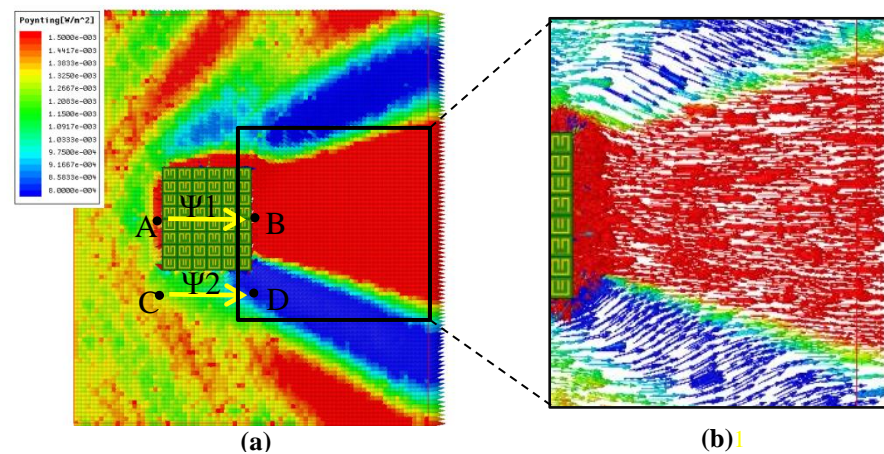 Poynting[W/m^2]
1.5000e-003
1.4417e-003
1.3833e-003
1.3250e-003
1.2667e-003
1.2083e-003
1.1500e-003
1.0917e-003
1.0333e-003
9.7500e-004
9.1667e-004
8.5833e-004
8.0000e-004
Ψ1
A
B
Ψ2
C
D
(a)
(b)1